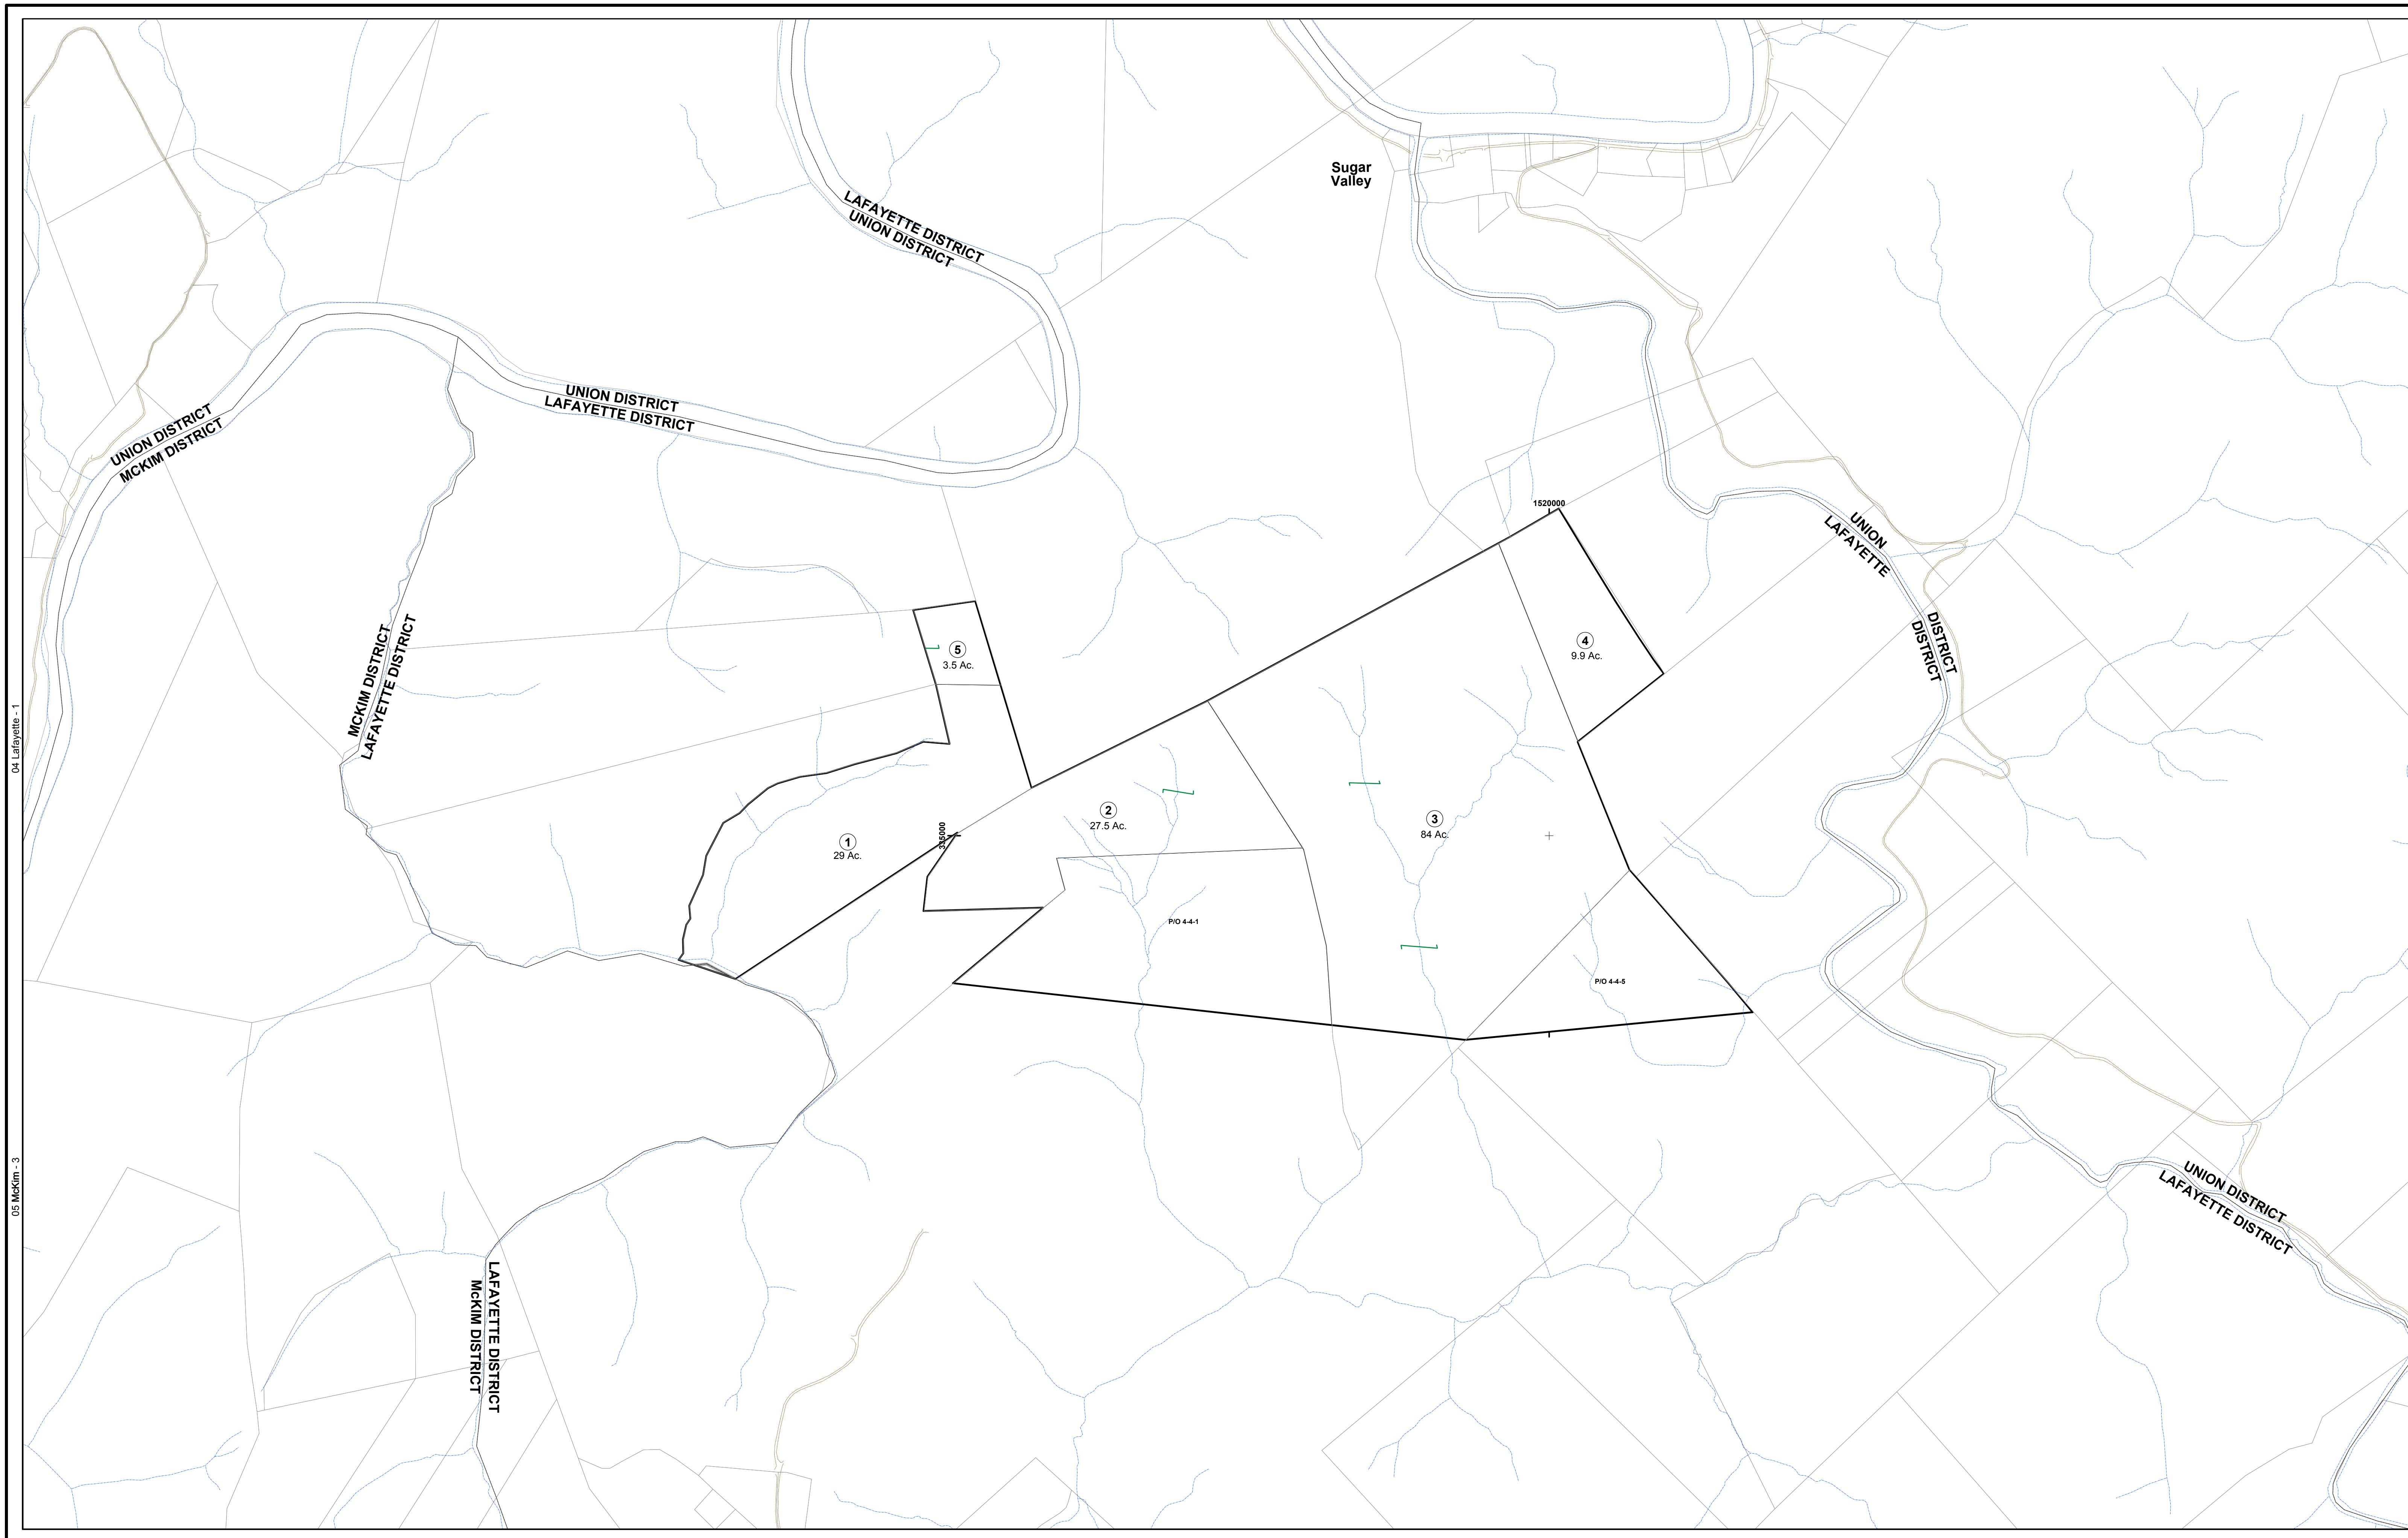 Sugar
Valley
LAFAYETTE DISTRICT
UNION DISTRICT
UNION DISTRICT
LAFAYETTE DISTRICT
UNION DISTRICT
MCKIM DISTRICT
1520000
UNION
LAFAYETTE
DISTRICT
DISTRICT
MCKIM DISTRICT
LAFAYETTE DISTRICT
5
3.5 Ac.
4
9.9 Ac.
04 Lafayette - 1
2
27.5 Ac.
3
84 Ac.
1
29 Ac.
335000
P/O 4-4-1
P/O 4-4-5
05 McKim - 3
UNION DISTRICT
LAFAYETTE DISTRICT
LAFAYETTE DISTRICT
McKIM DISTRICT